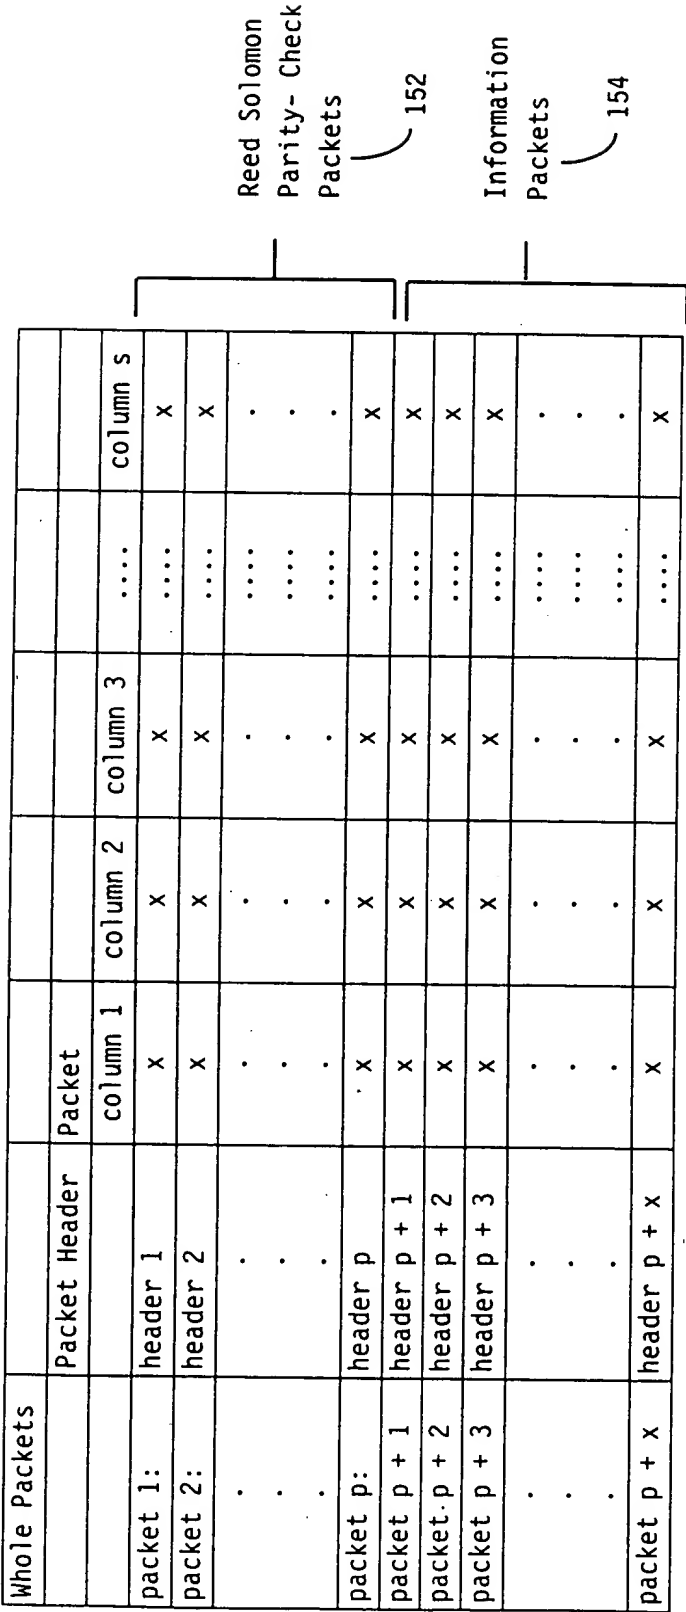 Whole Packets
Packet Header Packet
column 1 column 2 column 3 .... column s
packet 1: header 1 x x x .... x
packet 2: header 2 x x x .... x
. . . . . .... .
. . . . . .... .
. . . . . .... .
packet p: header p x x x .... x
packet p + 1 header p + 1 x x x .... x
packet p + 2 header p + 2 x x x .... x
packet p + 3 header p + 3 x x x .... x
. . . . . .... .
. . . . . .... .
. . . . . .... .
packet p + x header p + x x x x .... x
Reed Solomon
Parity- Check
Packets
152
Information
Packets
154